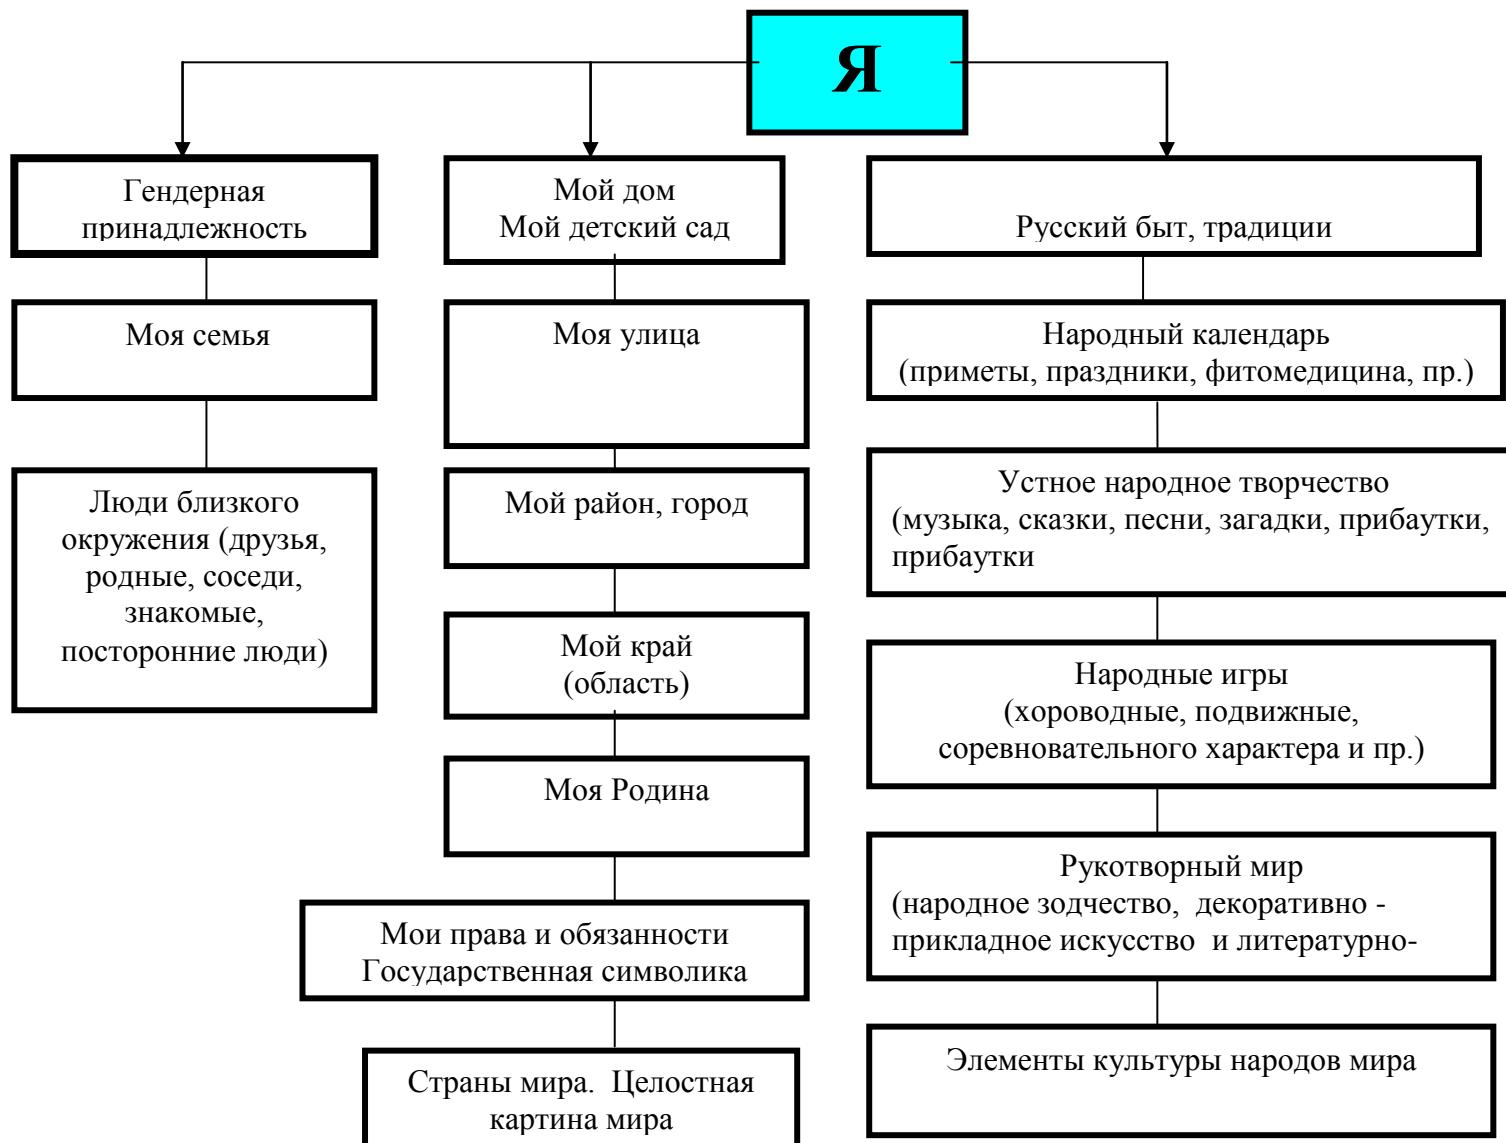 Я
Гендерная
принадлежность
Моя семья
Люди близкого
окружения (друзья,
родные, соседи,
знакомые,
посторонние люди)
Мой дом
Мой детский сад
Моя улица
Мой район, город
Мой край
(область)
Моя Родина
Мои права и обязанности
Государственная символика
Страны мира.  Целостная
картина мира
Русский быт, традиции
Народный календарь
(приметы, праздники, фитомедицина, пр.)
Устное народное творчество
(музыка, сказки, песни, загадки, прибаутки,
прибаутки
Народные игры
(хороводные, подвижные,
соревновательного характера и пр.)
Рукотворный мир
(народное зодчество,  декоративно -
прикладное искусство  и литературно-
Элементы культуры народов мира